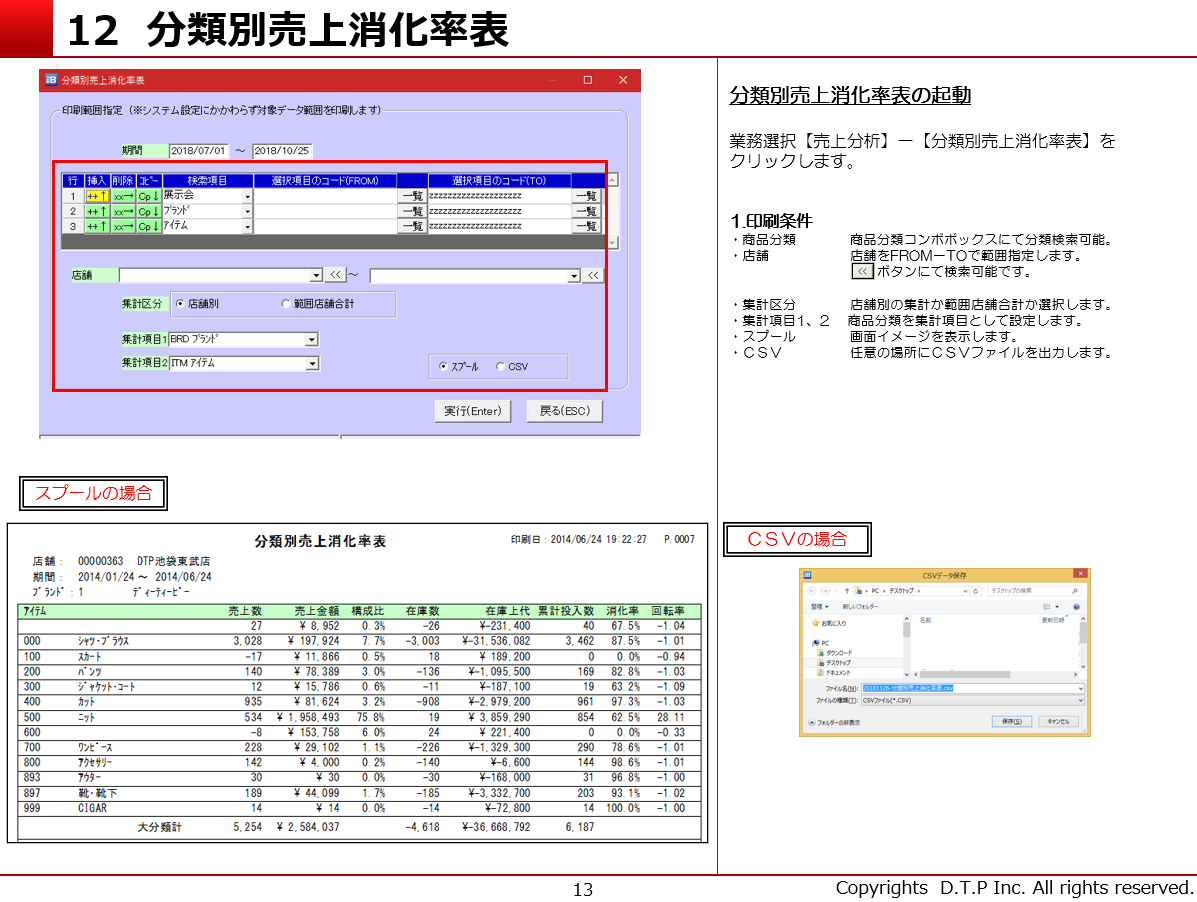 12 分類別売上消化率表
分類別売上消化率表
印刷範囲指定（※システム設定にかかわらず対象データ範囲を印刷します）
期間 2018/07/01 ～ 2018/10/25
行 挿入 削除 ｺﾋﾟｰ 検索項目 選択項目のコード(FROM) 選択項目のコード(TO)
1 ++↑ xx→ Cp↓ 展示会 一覧 zzzzzzzzzzzzzzzzzzzz 一覧
2 ++↑ xx→ Cp↓ ﾌﾞﾗﾝﾄﾞ 一覧 zzzzzzzzzzzzzzzzzzzz 一覧
3 ++↑ xx→ Cp↓ ｱｲﾃﾑ 一覧 zzzzzzzzzzzzzzzzzzzz 一覧
店舗 << ～ <<
集計区分 店舗別 範囲店舗合計
集計項目1 BRD ﾌﾞﾗﾝﾄﾞ
集計項目2 ITM ｱｲﾃﾑ
ｽﾌﾟｰﾙ CSV
実行(Enter) 戻る(ESC)
分類別売上消化率表の起動
業務選択【売上分析】－【分類別売上消化率表】を
クリックします。
１.印刷条件
・商品分類 商品分類コンボボックスにて分類検索可能。
・店舗 店舗をFROM－TOで範囲指定します。
<< ボタンにて検索可能です。
・集計区分 店舗別の集計か範囲店舗合計か選択します。
・集計項目１、２ 商品分類を集計項目として設定します。
・スプール 画面イメージを表示します。
・ＣＳＶ 任意の場所にＣＳＶファイルを出力します。
スプールの場合
分類別売上消化率表 印刷日：2014/06/24 19:22:27 P.0007
店舗： 00000363 DTP池袋東武店
期間： 2014/01/24 ～ 2014/06/24
ﾌﾞﾗﾝﾄﾞ：1 ﾃﾞｨｰﾃｨｰﾋﾟｰ
ｱｲﾃﾑ 売上数 売上金額 構成比 在庫数 在庫上代 累計投入数 消化率 回転率
27 ¥ 8,952 0.3% -26 ¥-231,400 40 67.5% -1.04
000 ｼｬﾂ･ﾌﾞﾗｳｽ 3,028 ¥ 197,924 7.7% -3,003 ¥-31,536,082 3,462 87.5% -1.01
100 ｽｶｰﾄ -17 ¥ 11,866 0.5% 18 ¥ 189,200 0 0.0% -0.94
200 ﾊﾟﾝﾂ 140 ¥ 78,389 3.0% -136 ¥-1,095,500 169 82.8% -1.03
300 ｼﾞｬｹｯﾄ･ｺｰﾄ 12 ¥ 15,786 0.6% -11 ¥-187,100 19 63.2% -1.09
400 ｶｯﾄ 935 ¥ 81,624 3.2% -908 ¥-2,979,200 961 97.3% -1.03
500 ﾆｯﾄ 534 ¥ 1,958,493 75.8% 19 ¥ 3,859,290 854 62.5% 28.11
600 -8 ¥ 153,758 6.0% 24 ¥ 221,400 0 0.0% -0.33
700 ﾜﾝﾋﾟｰｽ 228 ¥ 29,102 1.1% -226 ¥-1,329,300 290 78.6% -1.01
800 ｱｸｾｻﾘｰ 142 ¥ 4,000 0.2% -140 ¥-6,600 144 98.6% -1.01
893 ｱｳﾀｰ 30 ¥ 30 0.0% -30 ¥-168,000 31 96.8% -1.00
897 靴･靴下 189 ¥ 44,099 1.7% -185 ¥-3,332,700 203 93.1% -1.02
999 CIGAR 14 ¥ 14 0.0% -14 ¥-72,800 14 100.0% -1.00
大分類計 5,254 ¥ 2,584,037 -4,618 ¥-36,668,792 6,187
ＣＳＶの場合
CSVデータ保存
PC › デスクトップ › デスクトップの検索
整理 新しいフォルダー
お気に入り 名前 更新日時
PC
ダウンロード
デスクトップ
ドキュメント
ファイル名(N): 20181126-分類別売上消化率表.csv
ファイルの種類(T): CSVファイル(*.CSV)
フォルダーの非表示 保存(S) キャンセル
13
Copyrights D.T.P Inc. All rights reserved.